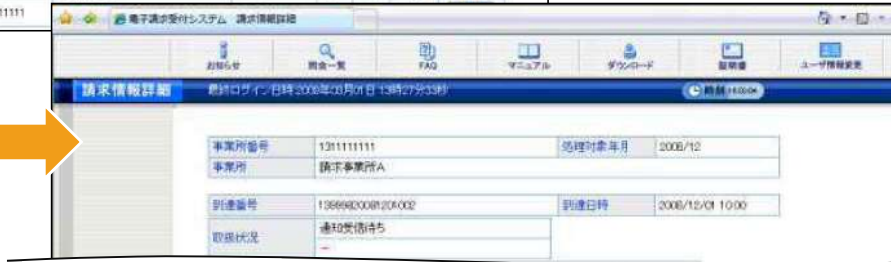 11111
電子請求受付システム 請求情報詳細
お知らせ 照会一覧 FAQ マニュアル ダウンロード 証明書 ユーザ情報変更
請求情報詳細 最終ログイン日時 2008年03月01日 13時27分33秒
事業所番号 1311111111 処理対象年月 2008/12
事業所 請求事業所A
到達番号 到達日時 2008/12/01 10:00
取扱状況 通知受信待ち
－